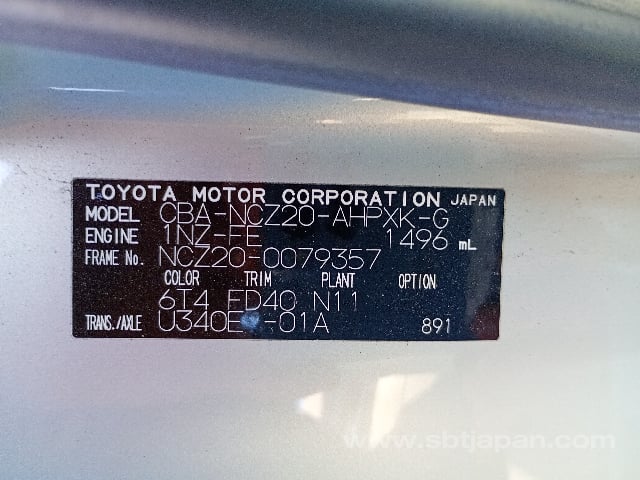 TOYOTA MOTOR CORPORATION JAPAN
MODEL CBA-NCZ20-AHPXK-G
ENGINE 1NZ-FE 1496 mL
FRAME No. NCZ20-0079357
COLOR TRIM PLANT OPTION
6T4 FD40 N11
TRANS./AXLE -01A 891
www.sbtjapan.com